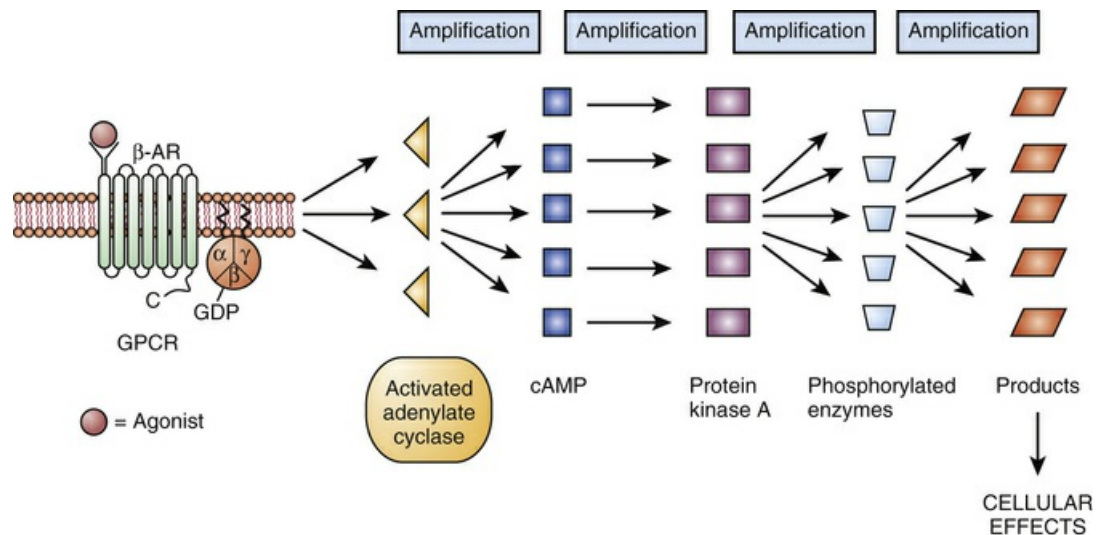 Amplification
Amplification
Amplification
Amplification
β-AR
α
γ
β
C
GDP
GPCR
= Agonist
Activated
adenylate
cyclase
cAMP
Protein
kinase A
Phosphorylated
enzymes
Products
CELLULAR
EFFECTS